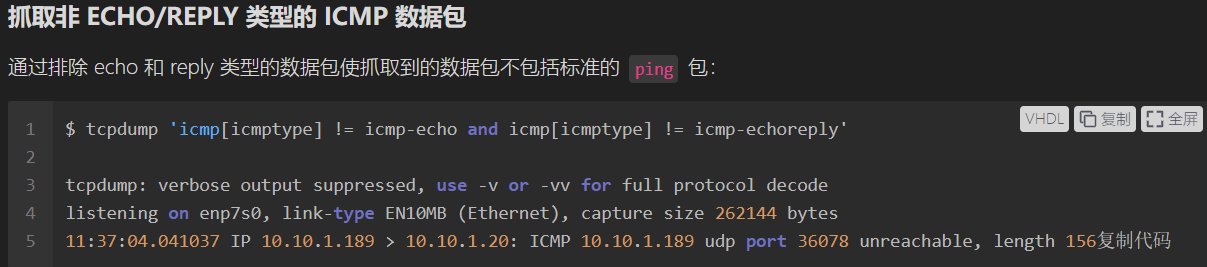 抓取非 ECHO/REPLY 类型的 ICMP 数据包
通过排除 echo 和 reply 类型的数据包使抓取到的数据包不包括标准的 ping 包：
VHDL 复制 全屏
1 $ tcpdump 'icmp[icmptype] != icmp-echo and icmp[icmptype] != icmp-echoreply'
2
3 tcpdump: verbose output suppressed, use -v or -vv for full protocol decode
4 listening on enp7s0, link-type EN10MB (Ethernet), capture size 262144 bytes
5 11:37:04.041037 IP 10.10.1.189 > 10.10.1.20: ICMP 10.10.1.189 udp port 36078 unreachable, length 156复制代码